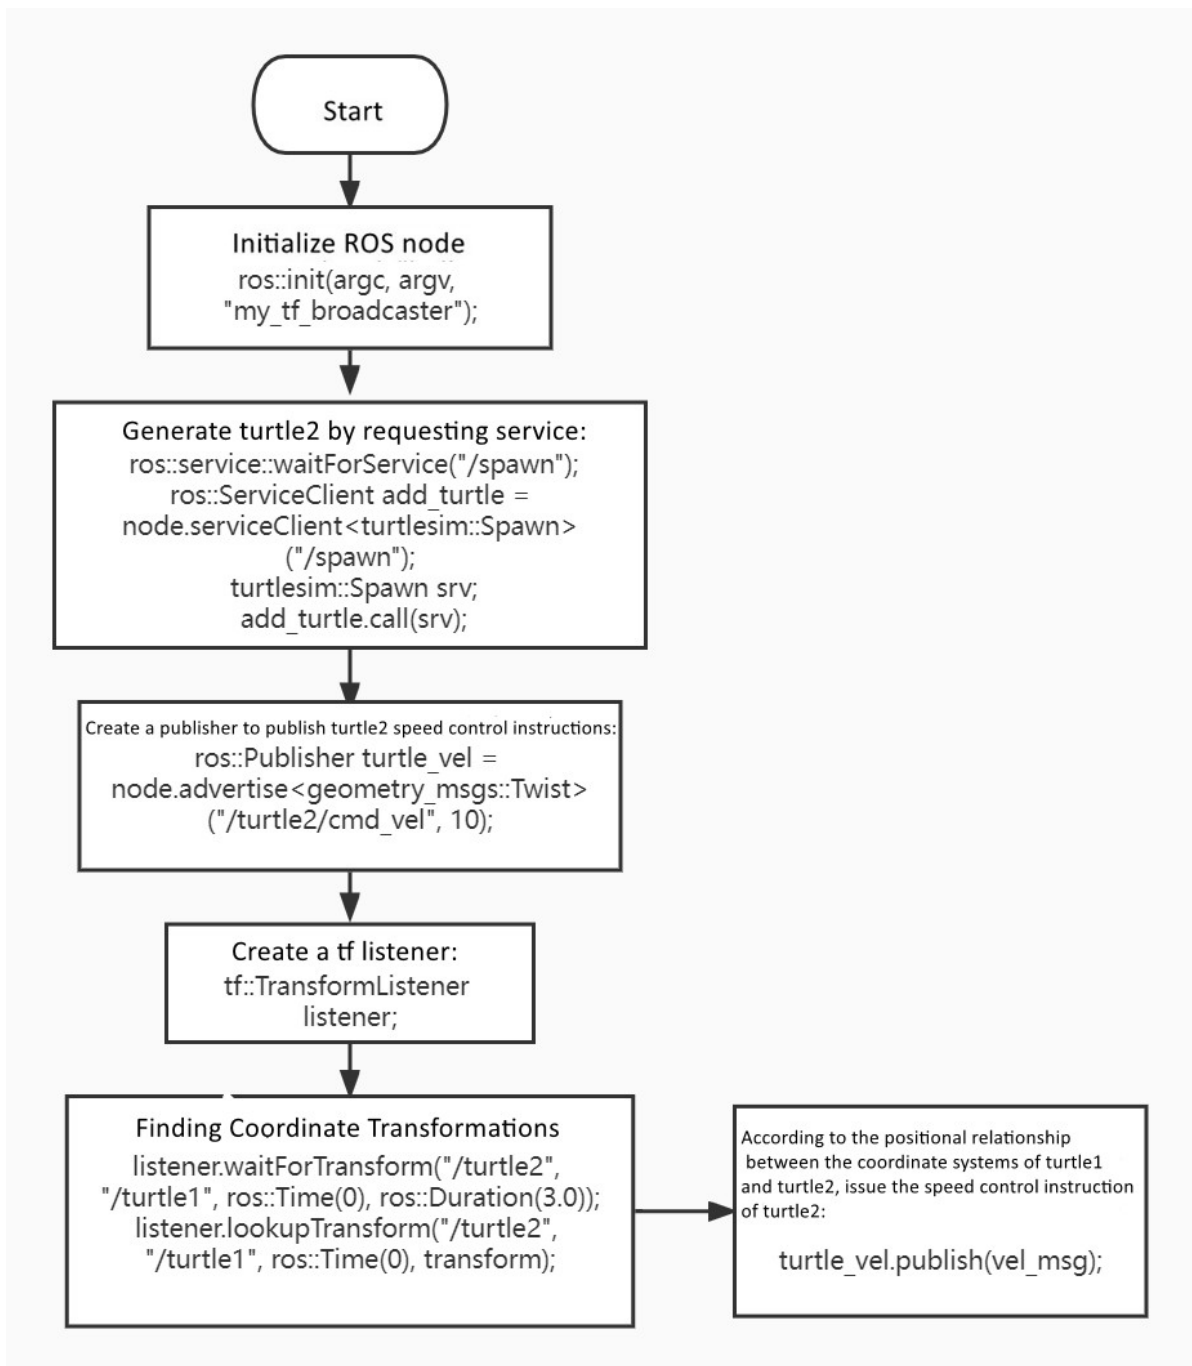 Start
Initialize ROS node
ros::init(argc, argv,
"my_tf_broadcaster");
Generate turtle2 by requesting service:
ros::service::waitForService("/spawn");
ros::ServiceClient add_turtle =
node.serviceClient<turtlesim::Spawn>
("/spawn");
turtlesim::Spawn srv;
add_turtle.call(srv);
Create a publisher to publish turtle2 speed control instructions:
ros::Publisher turtle_vel =
node.advertise<geometry_msgs::Twist>
("/turtle2/cmd_vel", 10);
Create a tf listener:
tf::TransformListener
listener;
Finding Coordinate Transformations
listener.waitForTransform("/turtle2",
"/turtle1", ros::Time(0), ros::Duration(3.0));
listener.lookupTransform("/turtle2",
"/turtle1", ros::Time(0), transform);
According to the positional relationship
between the coordinate systems of turtle1
and turtle2, issue the speed control instruction
of turtle2:
turtle_vel.publish(vel_msg);